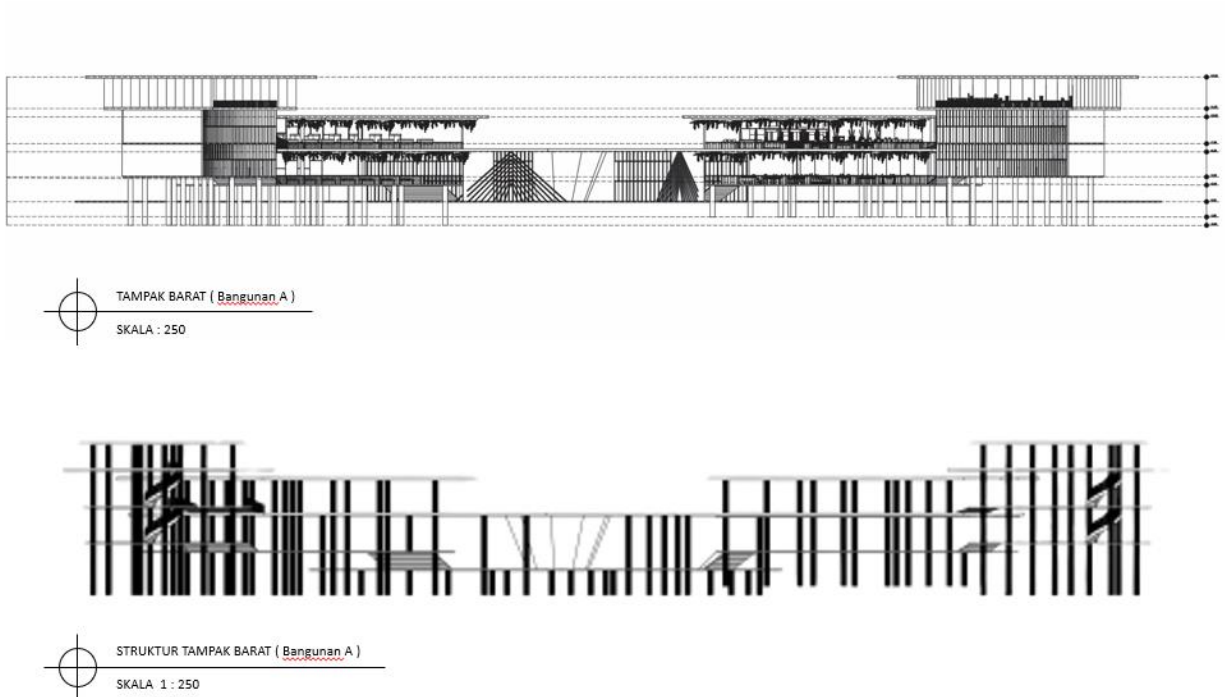 TAMPAK BARAT ( Bangunan A )
SKALA : 250
STRUKTUR TAMPAK BARAT ( Bangunan A )
SKALA 1 : 250